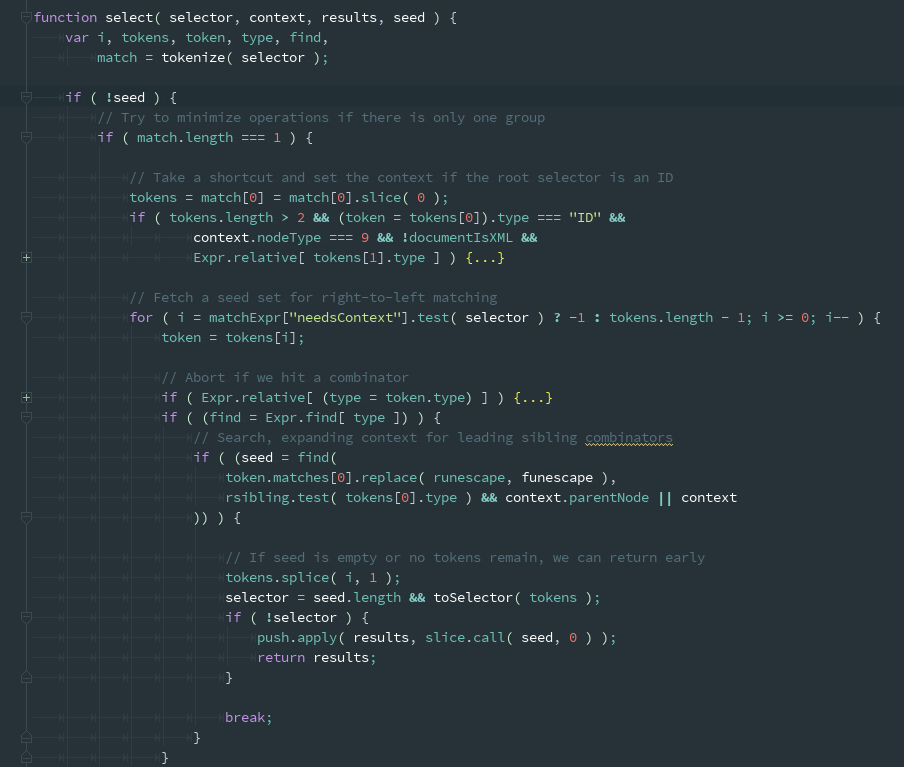 function select( selector, context, results, seed ) {
var i, tokens, token, type, find,
match = tokenize( selector );
if ( !seed ) {
// Try to minimize operations if there is only one group
if ( match.length === 1 ) {
// Take a shortcut and set the context if the root selector is an ID
tokens = match[0] = match[0].slice( 0 );
if ( tokens.length > 2 && (token = tokens[0]).type === "ID" &&
context.nodeType === 9 && !documentIsXML &&
Expr.relative[ tokens[1].type ] ) {...}
// Fetch a seed set for right-to-left matching
for ( i = matchExpr["needsContext"].test( selector ) ? -1 : tokens.length - 1; i >= 0; i-- ) {
token = tokens[i];
// Abort if we hit a combinator
if ( Expr.relative[ (type = token.type) ] ) {...}
if ( (find = Expr.find[ type ]) ) {
// Search, expanding context for leading sibling combinators
if ( (seed = find(
token.matches[0].replace( runescape, funescape ),
rsibling.test( tokens[0].type ) && context.parentNode || context
)) ) {
// If seed is empty or no tokens remain, we can return early
tokens.splice( i, 1 );
selector = seed.length && toSelector( tokens );
if ( !selector ) {
push.apply( results, slice.call( seed, 0 ) );
return results;
}
break;
}
}